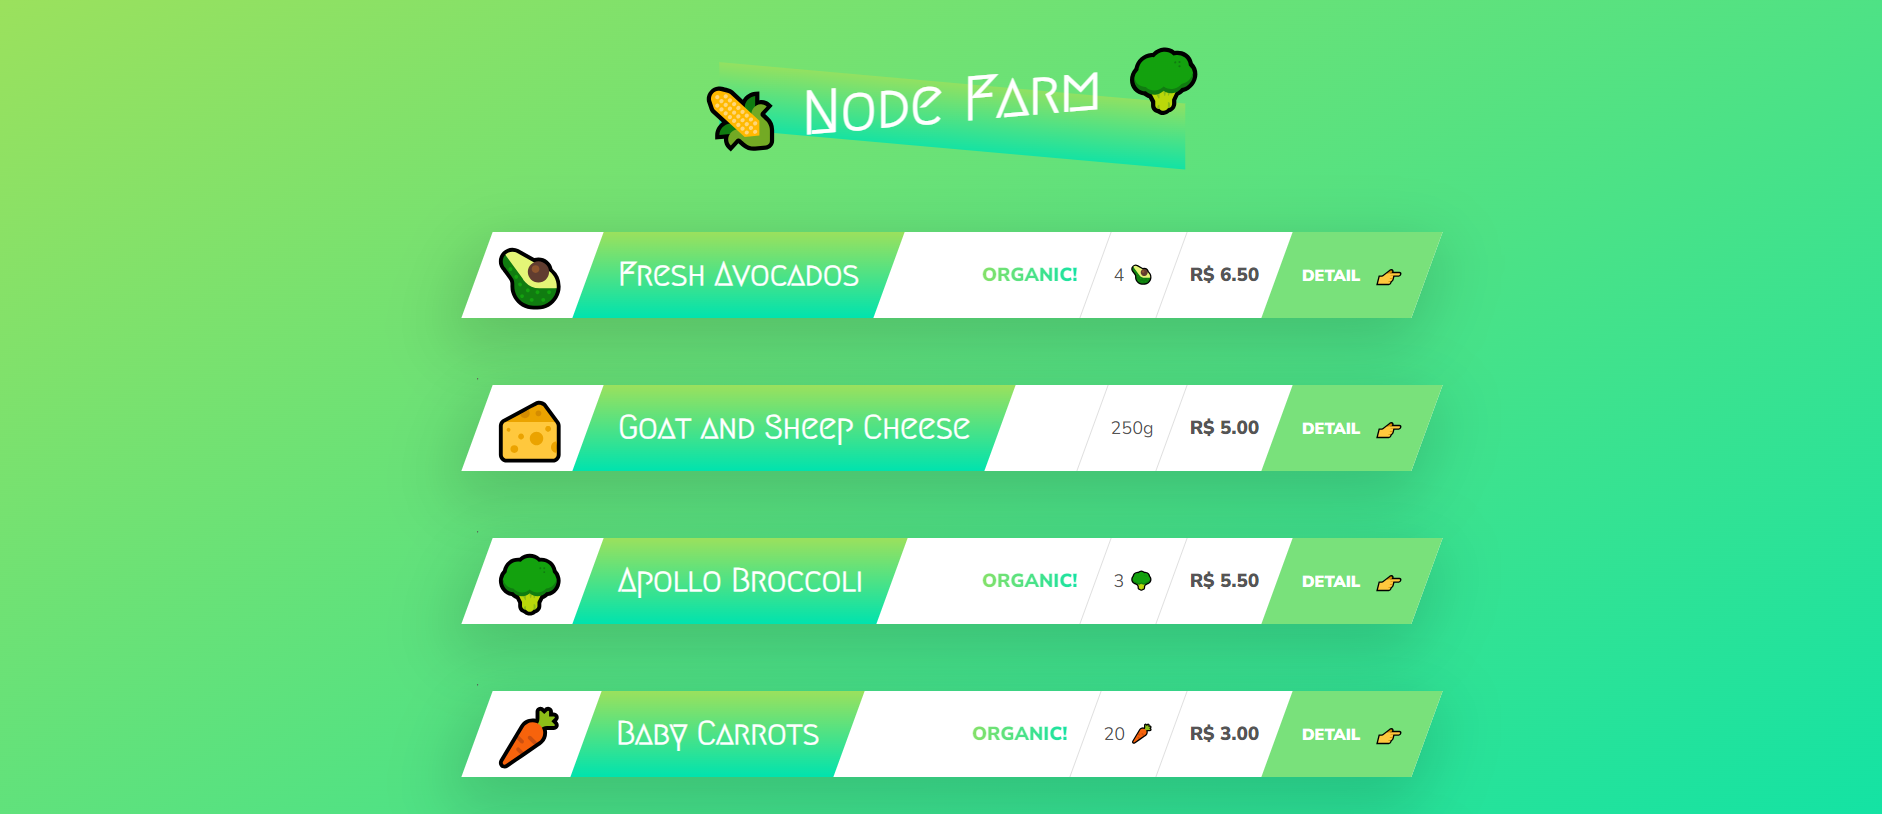 Node Farm
Fresh Avocados ORGANIC! 4 🥑 R$ 6.50 DETAIL 👉
Goat and Sheep Cheese 250g R$ 5.00 DETAIL 👉
Apollo Broccoli ORGANIC! 3 🥦 R$ 5.50 DETAIL 👉
Baby Carrots ORGANIC! 20 🥕 R$ 3.00 DETAIL 👉